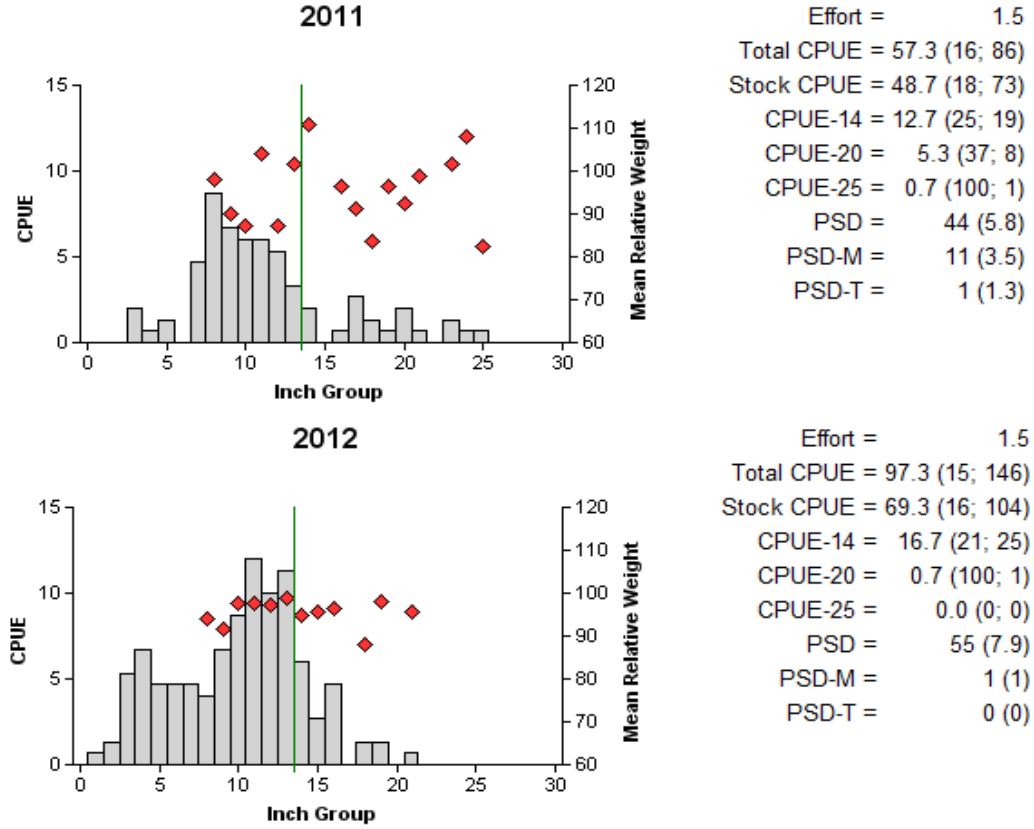 2011
Effort = 1.5
Total CPUE = 57.3 (16; 86)
Stock CPUE = 48.7 (18; 73)
CPUE-14 = 12.7 (25; 19)
CPUE-20 = 5.3 (37; 8)
CPUE-25 = 0.7 (100; 1)
PSD = 44 (5.8)
PSD-M = 11 (3.5)
PSD-T = 1 (1.3)
CPUE
15
10
5
0
0 5 10 15 20 25 30
Inch Group
120
110
100
90
80
70
60
Mean Relative Weight
2012
Effort = 1.5
Total CPUE = 97.3 (15; 146)
Stock CPUE = 69.3 (16; 104)
CPUE-14 = 16.7 (21; 25)
CPUE-20 = 0.7 (100; 1)
CPUE-25 = 0.0 (0; 0)
PSD = 55 (7.9)
PSD-M = 1 (1)
PSD-T = 0 (0)
CPUE
15
10
5
0
0 5 10 15 20 25 30
Inch Group
120
110
100
90
80
70
60
Mean Relative Weight